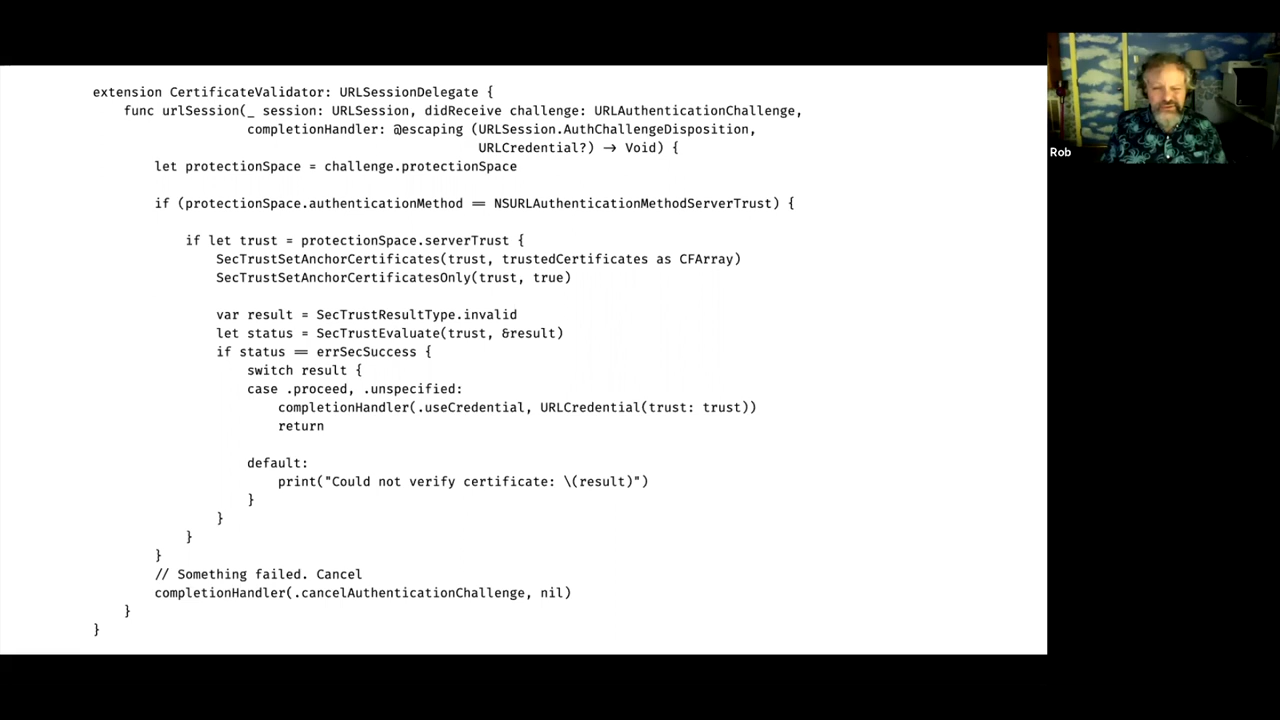 extension CertificateValidator: URLSessionDelegate {
    func urlSession(_ session: URLSession, didReceive challenge: URLAuthenticationChallenge,
                    completionHandler: @escaping (URLSession.AuthChallengeDisposition,
                                                  URLCredential?) -> Void) {
        let protectionSpace = challenge.protectionSpace
        if (protectionSpace.authenticationMethod == NSURLAuthenticationMethodServerTrust) {
            if let trust = protectionSpace.serverTrust {
                SecTrustSetAnchorCertificates(trust, trustedCertificates as CFArray)
                SecTrustSetAnchorCertificatesOnly(trust, true)
                var result = SecTrustResultType.invalid
                let status = SecTrustEvaluate(trust, &result)
                if status == errSecSuccess {
                    switch result {
                    case .proceed, .unspecified:
                        completionHandler(.useCredential, URLCredential(trust: trust))
                        return
                    default:
                        print("Could not verify certificate: \(result)")
                    }
                }
            }
        }
        // Something failed. Cancel
        completionHandler(.cancelAuthenticationChallenge, nil)
    }
}
Rob